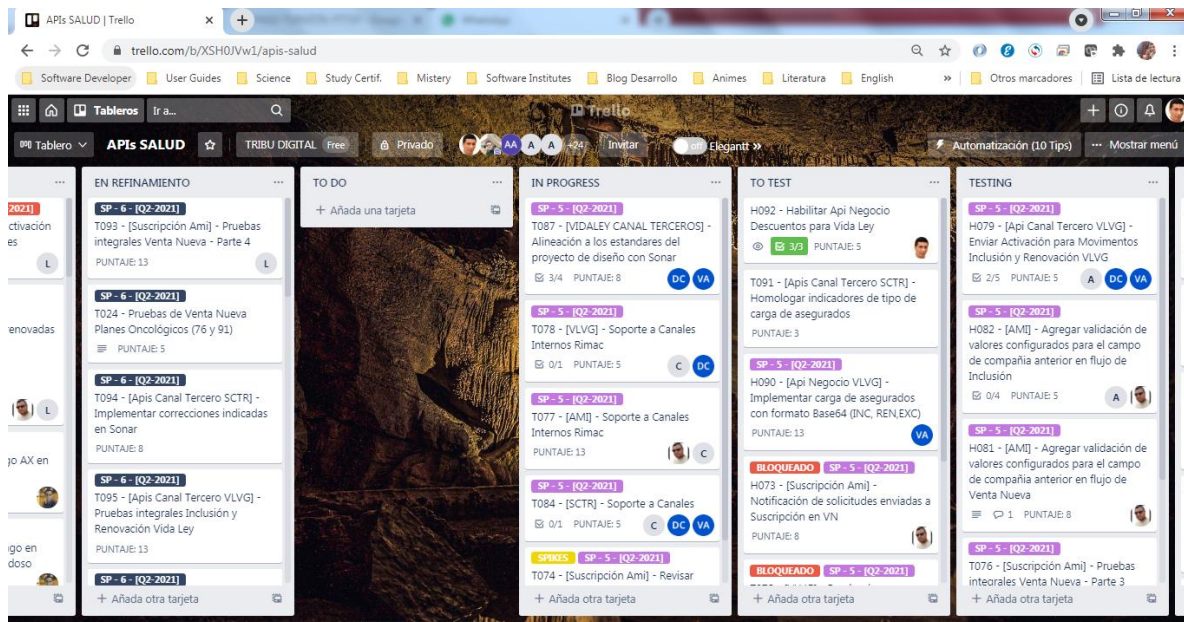 APIs SALUD | Trello
WhatsApp
trello.com/b/XSH0JVw1/apis-salud
Software Developer User Guides Science Study Certif. Mistery Software Institutes Blog Desarrollo Animes Literatura English » Otros marcadores Lista de lectura
Tableros Ir a... Trello
Tablero APIs SALUD TRIBU DIGITAL Free Privado AA A A +24 Invitar off Elegantt » Automatización (10 Tips) ... Mostrar menú
2021]
ctivación
es
L
enovadas
L
go AX en
go en
doso
EN REFINAMIENTO
SP - 6 - [Q2-2021]
T093 - [Suscripción Ami] - Pruebas
integrales Venta Nueva - Parte 4
PUNTAJE: 13 L
SP - 6 - [Q2-2021]
T024 - Pruebas de Venta Nueva
Planes Oncológicos (76 y 91)
PUNTAJE: 5
SP - 6 - [Q2-2021]
T094 - [Apis Canal Tercero SCTR] -
Implementar correcciones indicadas
en Sonar
PUNTAJE: 8
SP - 6 - [Q2-2021]
T095 - [Apis Canal Tercero VLVG] -
Pruebas integrales Inclusión y
Renovación Vida Ley
PUNTAJE: 13
SP - 6 - [Q2-2021]
+ Añada otra tarjeta
TO DO
+ Añada una tarjeta
IN PROGRESS
SP - 5 - [Q2-2021]
T087 - [VIDALEY CANAL TERCEROS] -
Alineación a los estandares del
proyecto de diseño con Sonar
3/4 PUNTAJE: 8 DC VA
SP - 5 - [Q2-2021]
T078 - [VLVG] - Soporte a Canales
Internos Rimac
0/1 PUNTAJE: 5 C DC
SP - 5 - [Q2-2021]
T077 - [AMI] - Soporte a Canales
Internos Rimac
PUNTAJE: 13 C
SP - 5 - [Q2-2021]
T084 - [SCTR] - Soporte a Canales
0/1 PUNTAJE: 5 C DC VA
SPIKES SP - 5 - [Q2-2021]
T074 - [Suscripción Ami] - Revisar
+ Añada otra tarjeta
TO TEST
H092 - Habilitar Api Negocio
Descuentos para Vida Ley
3/3 PUNTAJE: 5
T091 - [Apis Canal Tercero SCTR] -
Homologar indicadores de tipo de
carga de asegurados
PUNTAJE: 3
SP - 5 - [Q2-2021]
H090 - [Api Negocio VLVG] -
Implementar carga de asegurados
con formato Base64 (INC, REN,EXC)
PUNTAJE: 13 VA
BLOQUEADO SP - 5 - [Q2-2021]
H073 - [Suscripción Ami] -
Notificación de solicitudes enviadas a
Suscripción en VN
PUNTAJE: 8
BLOQUEADO SP - 5 - [Q2-2021]
+ Añada otra tarjeta
TESTING
SP - 5 - [Q2-2021]
H079 - [Api Canal Tercero VLVG] -
Enviar Activación para Movimentos
Inclusión y Renovación VLVG
2/5 PUNTAJE: 5 A DC VA
SP - 5 - [Q2-2021]
H082 - [AMI] - Agregar validación de
valores configurados para el campo
de compañia anterior en flujo de
Inclusión
0/4 PUNTAJE: 5 A
SP - 5 - [Q2-2021]
H081 - [AMI] - Agregar validación de
valores configurados para el campo
de compañia anterior en flujo de
Venta Nueva
1 PUNTAJE: 8
SP - 5 - [Q2-2021]
T076 - [Suscripción Ami] - Pruebas
integrales Venta Nueva - Parte 3
+ Añada otra tarjeta